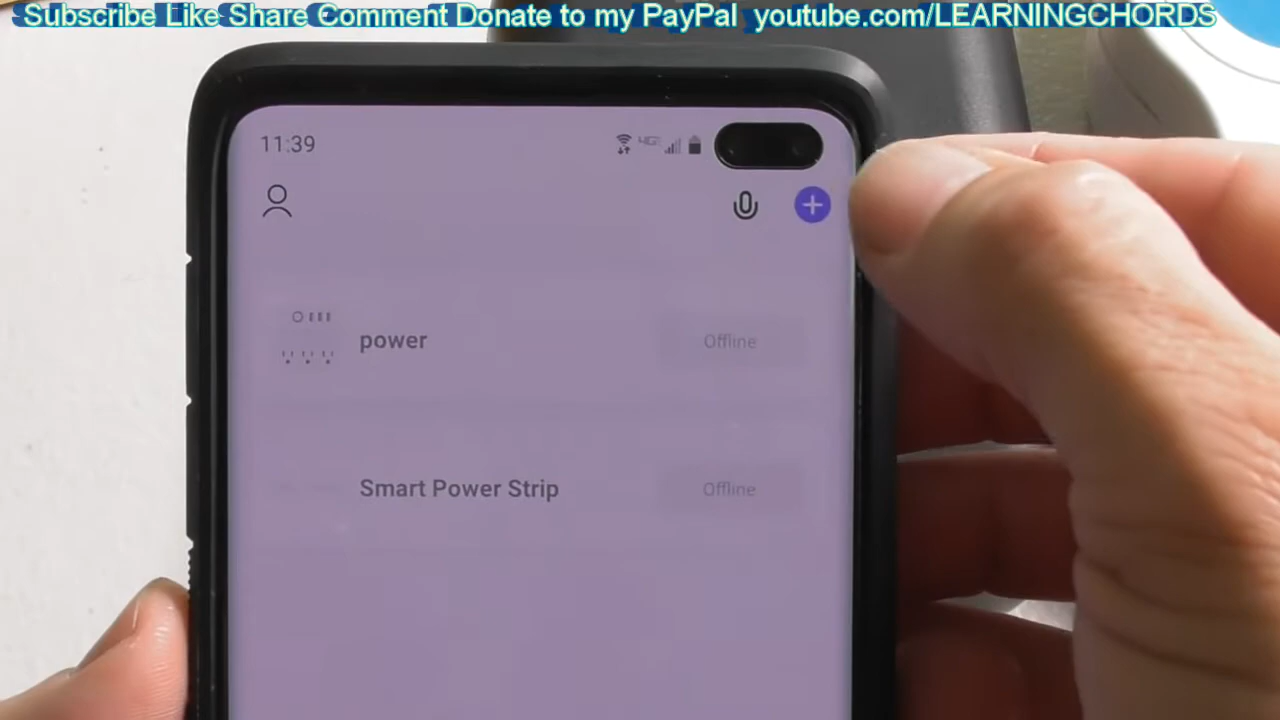 Subscribe Like Share Comment Donate to my PayPal youtube.com/LEARNINGCHORDS
11:39
4GE
power
Offline
Smart Power Strip
Offline